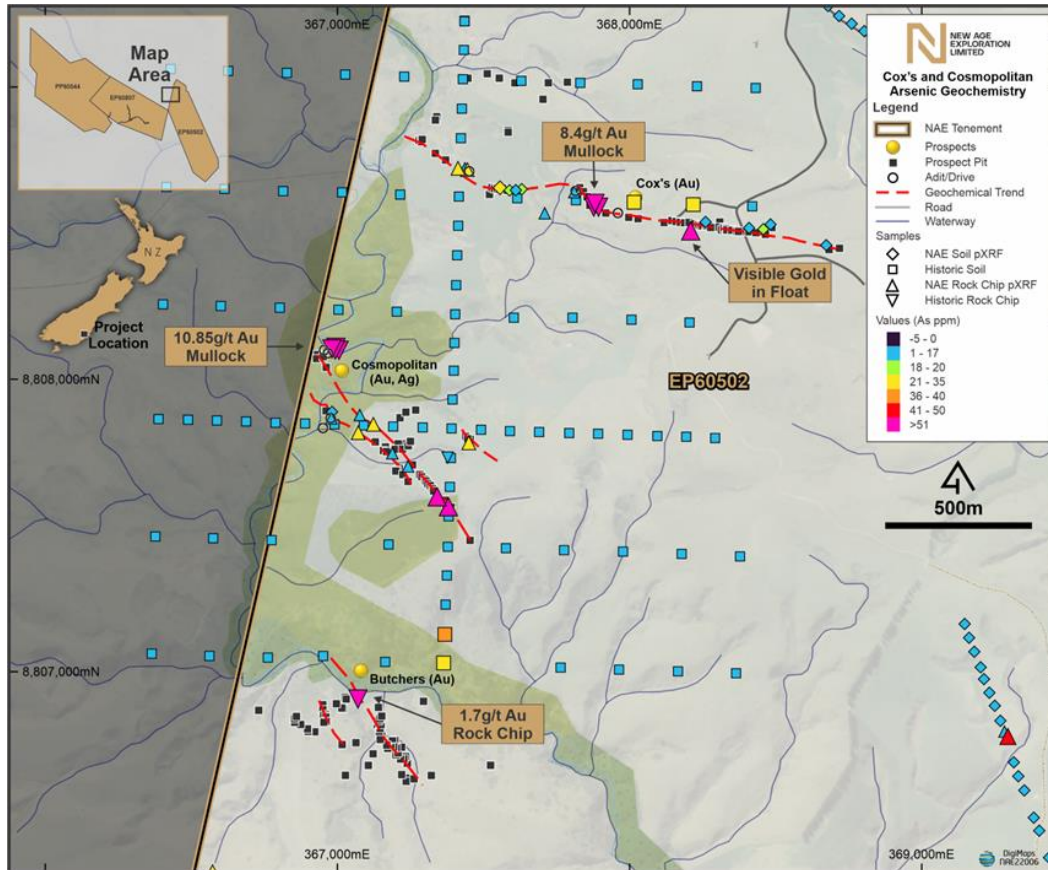 367,000mE
368,000mE
Map
Area
PP60544
EP60807
EP60502
NZ
Project
Location
NEW AGE
EXPLORATION
LIMITED
Cox's and Cosmopolitan
Arsenic Geochemistry
Legend
NAE Tenement
Prospects
Prospect Pit
Adit/Drive
Geochemical Trend
Road
Waterway
Samples
NAE Soil pXRF
Historic Soil
NAE Rock Chip pXRF
Historic Rock Chip
Values (As ppm)
-5 - 0
1 - 17
18 - 20
21 - 35
36 - 40
41 - 50
>51
8.4g/t Au
Mullock
Cox's (Au)
Visible Gold
in Float
10.85g/t Au
Mullock
Cosmopolitan
(Au, Ag)
8,808,000mN
EP60502
500m
8,807,000mN
Butchers (Au)
1.7g/t Au
Rock Chip
367,000mE
369,000mE
DigiMaps
NAE22006